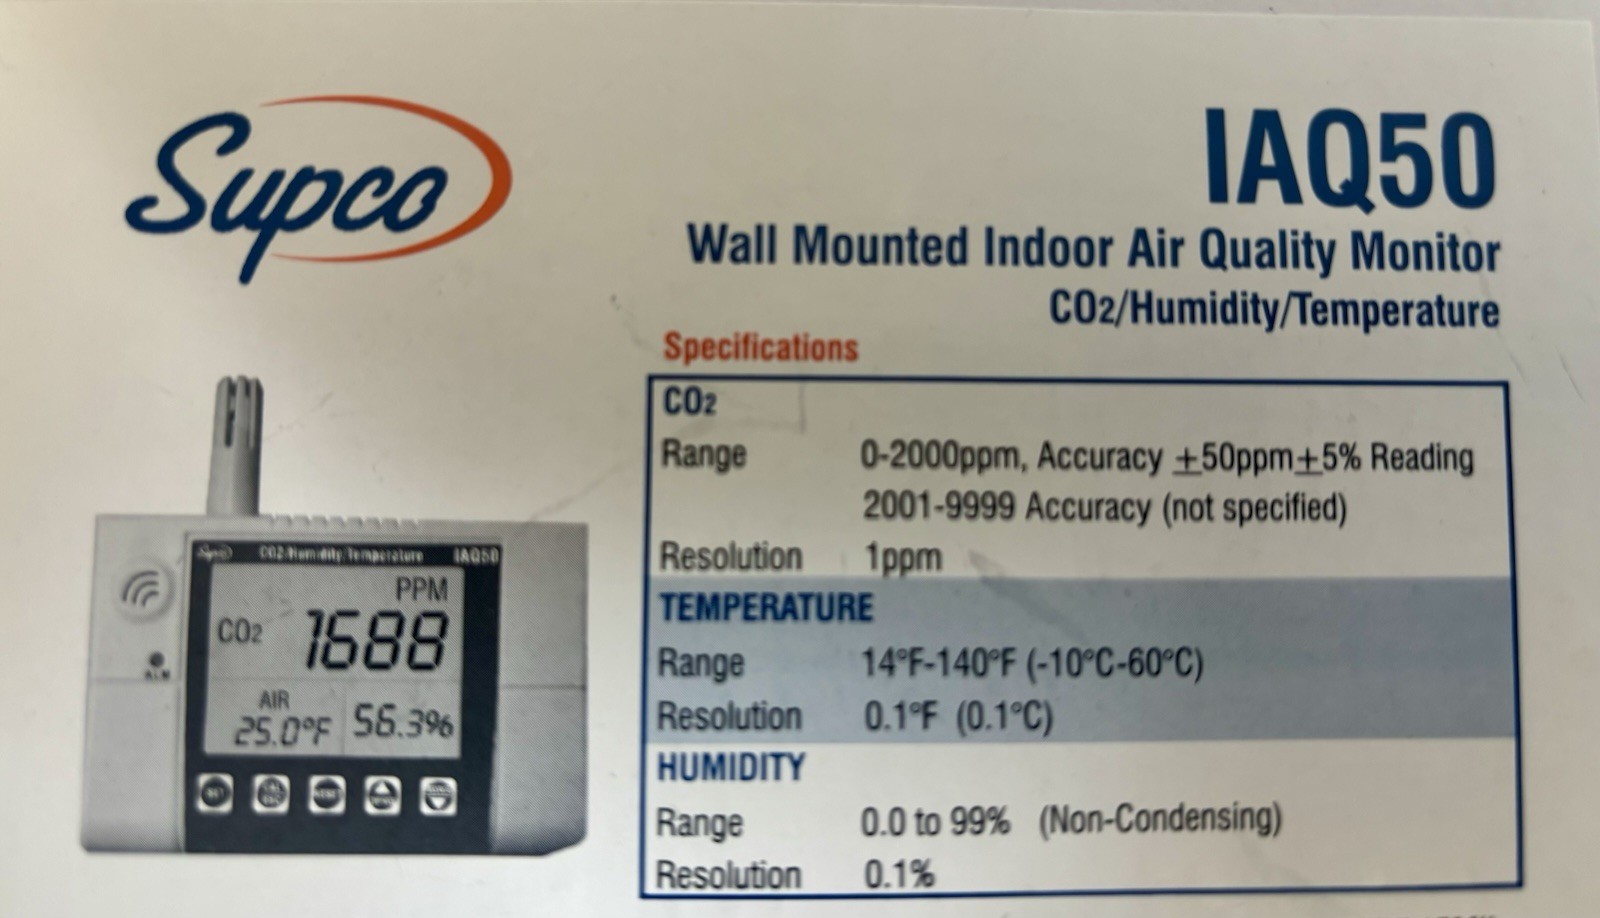 Supco
IAQ50
Wall Mounted Indoor Air Quality Monitor
CO2/Humidity/Temperature
Specifications
CO2
Range 0-2000ppm, Accuracy ±50ppm±5% Reading
2001-9999 Accuracy (not specified)
Resolution 1ppm
TEMPERATURE
Range 14°F-140°F (-10°C-60°C)
Resolution 0.1°F (0.1°C)
HUMIDITY
Range 0.0 to 99% (Non-Condensing)
Resolution 0.1%
Supco CO2/Humidity/Temperature IAQ50
PPM
CO2 1688
AIR
25.0°F 56.3%
ALM
SET